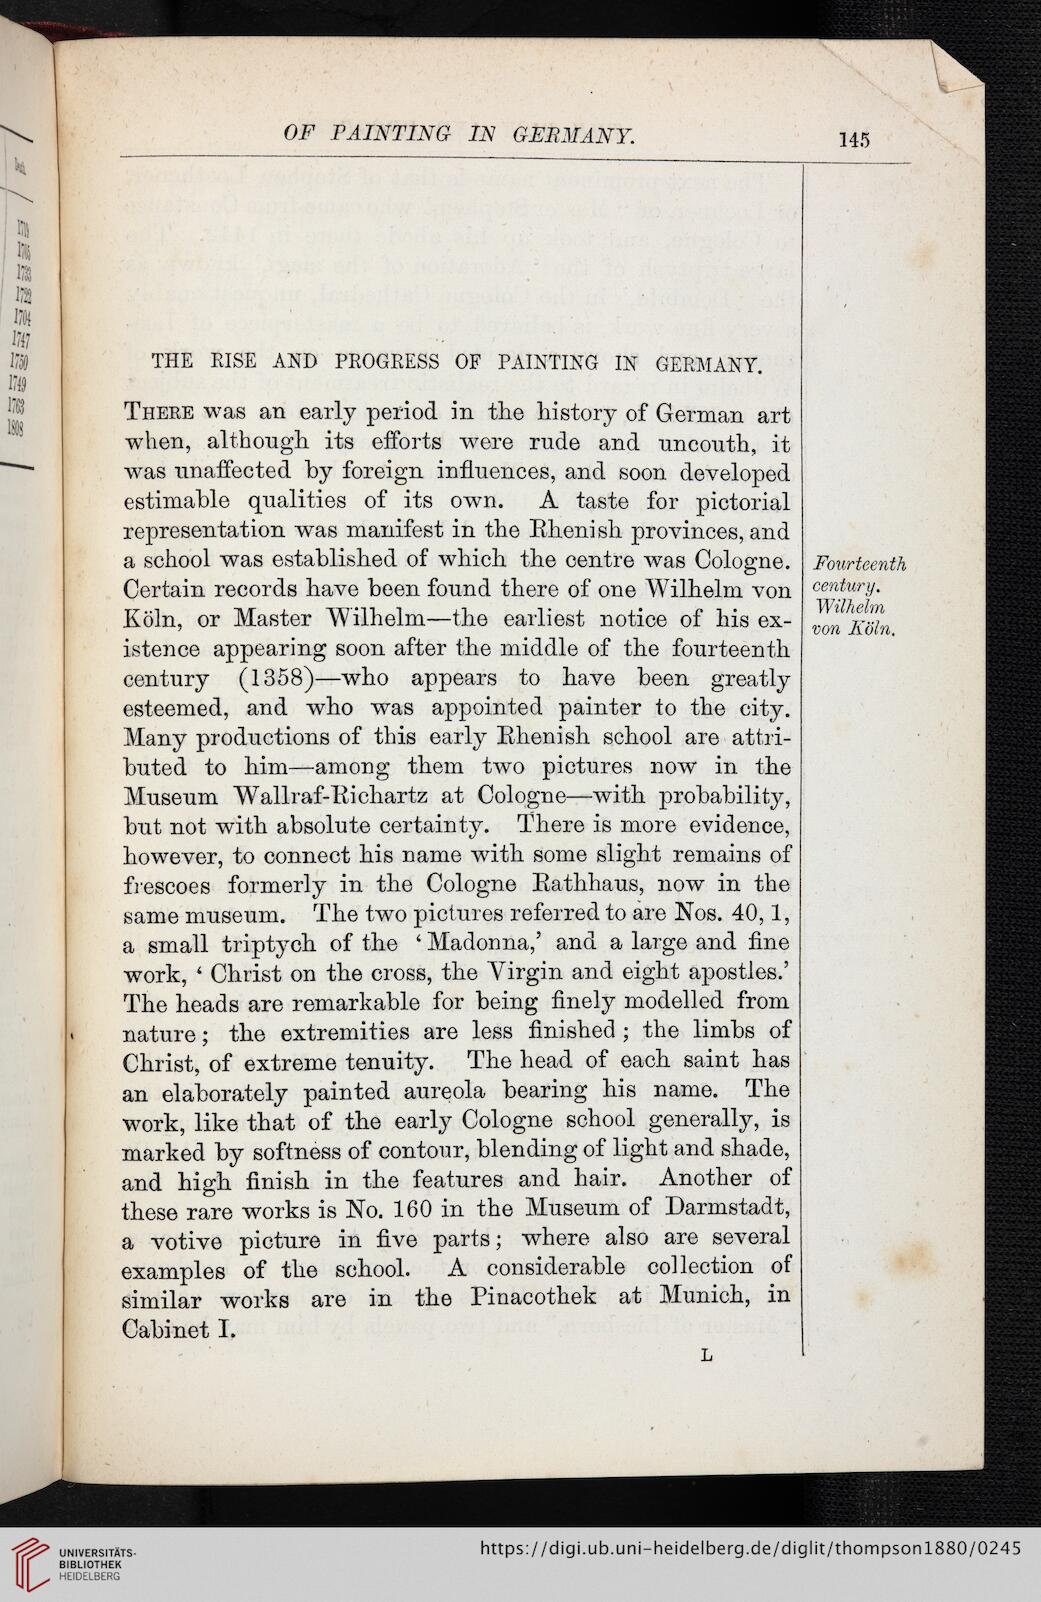 OF PAINTING IN GERMANY. 145
Death.
1719
1705
1733
1722
1704
1747
1750
1749
1763
1808
THE RISE AND PROGRESS OF PAINTING IN GERMANY.
THERE was an early period in the history of German art
when, although its efforts were rude and uncouth, it
was unaffected by foreign influences, and soon developed
estimable qualities of its own. A taste for pictorial
representation was manifest in the Rhenish provinces, and
a school was established of which the centre was Cologne.
Certain records have been found there of one Wilhelm von
Köln, or Master Wilhelm—the earliest notice of his ex-
istence appearing soon after the middle of the fourteenth
century (1358)—who appears to have been greatly
esteemed, and who was appointed painter to the city.
Many productions of this early Rhenish school are attri-
buted to him—among them two pictures now in the
Museum Wallraf-Richartz at Cologne—with probability,
but not with absolute certainty. There is more evidence,
however, to connect his name with some slight remains of
frescoes formerly in the Cologne Rathhaus, now in the
same museum. The two pictures referred to are Nos. 40, 1,
a small triptych of the ‘Madonna,’ and a large and fine
work, ‘Christ on the cross, the Virgin and eight apostles.’
The heads are remarkable for being finely modelled from
nature; the extremities are less finished; the limbs of
Christ, of extreme tenuity. The head of each saint has
an elaborately painted aureola bearing his name. The
work, like that of the early Cologne school generally, is
marked by softness of contour, blending of light and shade,
and high finish in the features and hair. Another of
these rare works is No. 160 in the Museum of Darmstadt,
a votive picture in five parts; where also are several
examples of the school. A considerable collection of
similar works are in the Pinacothek at Munich, in
Cabinet I.
L
Fourteenth
century.
Wilhelm
von Köln.
UNIVERSITÄTS-
BIBLIOTHEK
HEIDELBERG
https://digi.ub.uni-heidelberg.de/diglit/thompson1880/0245